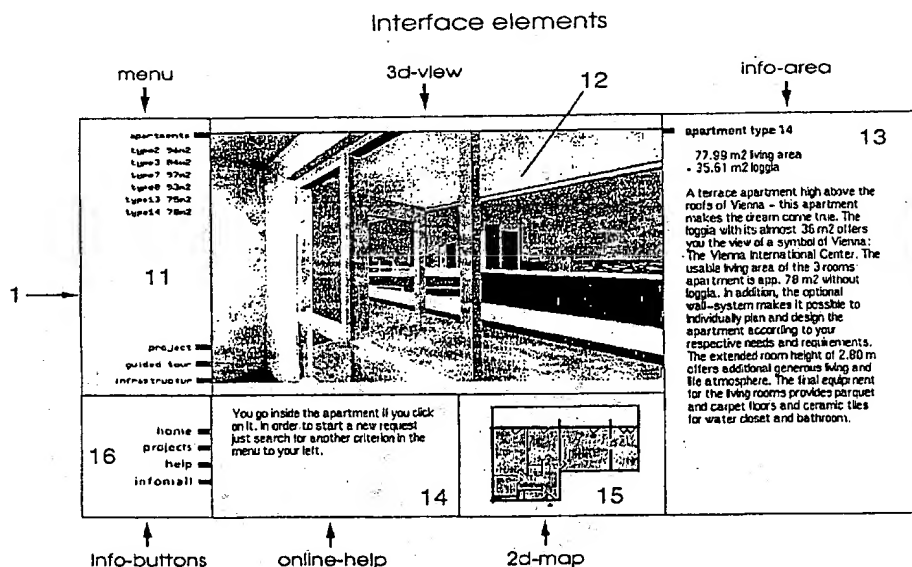 Interface elements
menu
3d-view
12
info-area
apartments
type2 94m2
type3 84m2
type7 97m2
type8 93m2
type13 75m2
type14 78m2
11
1
project
guided tour
infrastruktur
apartment type 14
13
77.99 m2 living area
- 35.61 m2 loggia
A terrace apartment high above the
roofs of Vienna - this apartment
makes the dream come true. The
loggia with its almost 36 m2 offers
you the view of a symbol of Vienna:
The Vienna International Center. The
usable living area of the 3 rooms
apartment is app. 78 m2 without
loggia. In addition, the optional
wall-system makes it possible to
individually plan and design the
apartment according to your
respective needs and requirements.
The extended room height of 2.80 m
offers additional generous living and
life atmosphere. The final equipment
for the living rooms provides parquet
and carpet floors and ceramic tiles
for water closet and bathroom.
16
home
projects
help
infomall
You go inside the apartment if you click
on it. In order to start a new request
just search for another criterion in the
menu to your left.
14
15
Info-buttons
online-help
2d-map